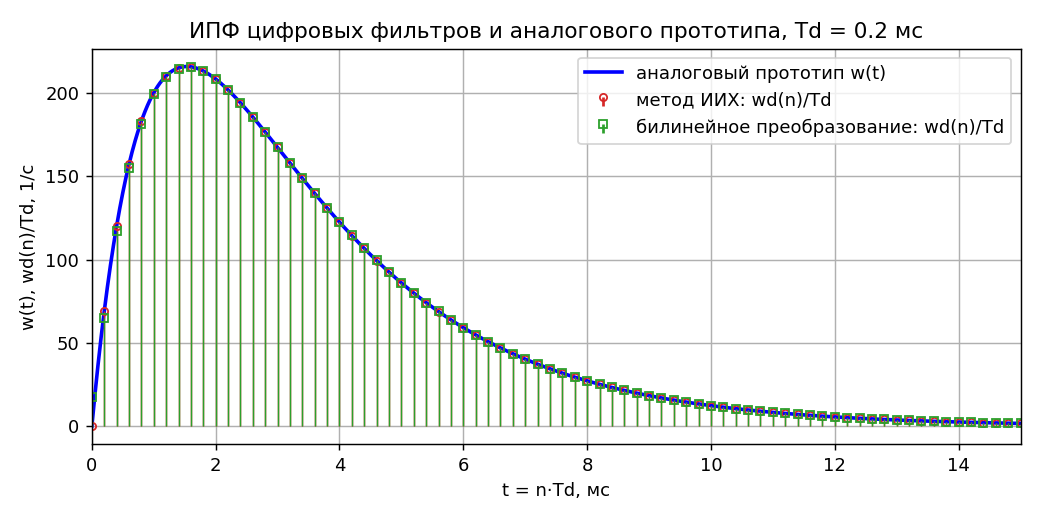 ИПФ цифровых фильтров и аналогового прототипа, Td = 0.2 мс
w(t), wd(n)/Td, 1/с
200
150
100
50
0
аналоговый прототип w(t)
метод ИИХ: wd(n)/Td
билинейное преобразование: wd(n)/Td
0 2 4 6 8 10 12 14
t = n·Td, мс